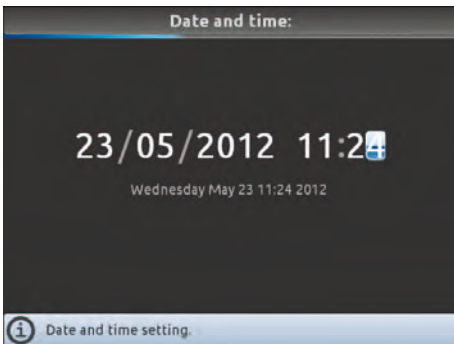 Date and time:
23/05/2012 11:24
Wednesday May 23 11:24 2012
Date and time setting.